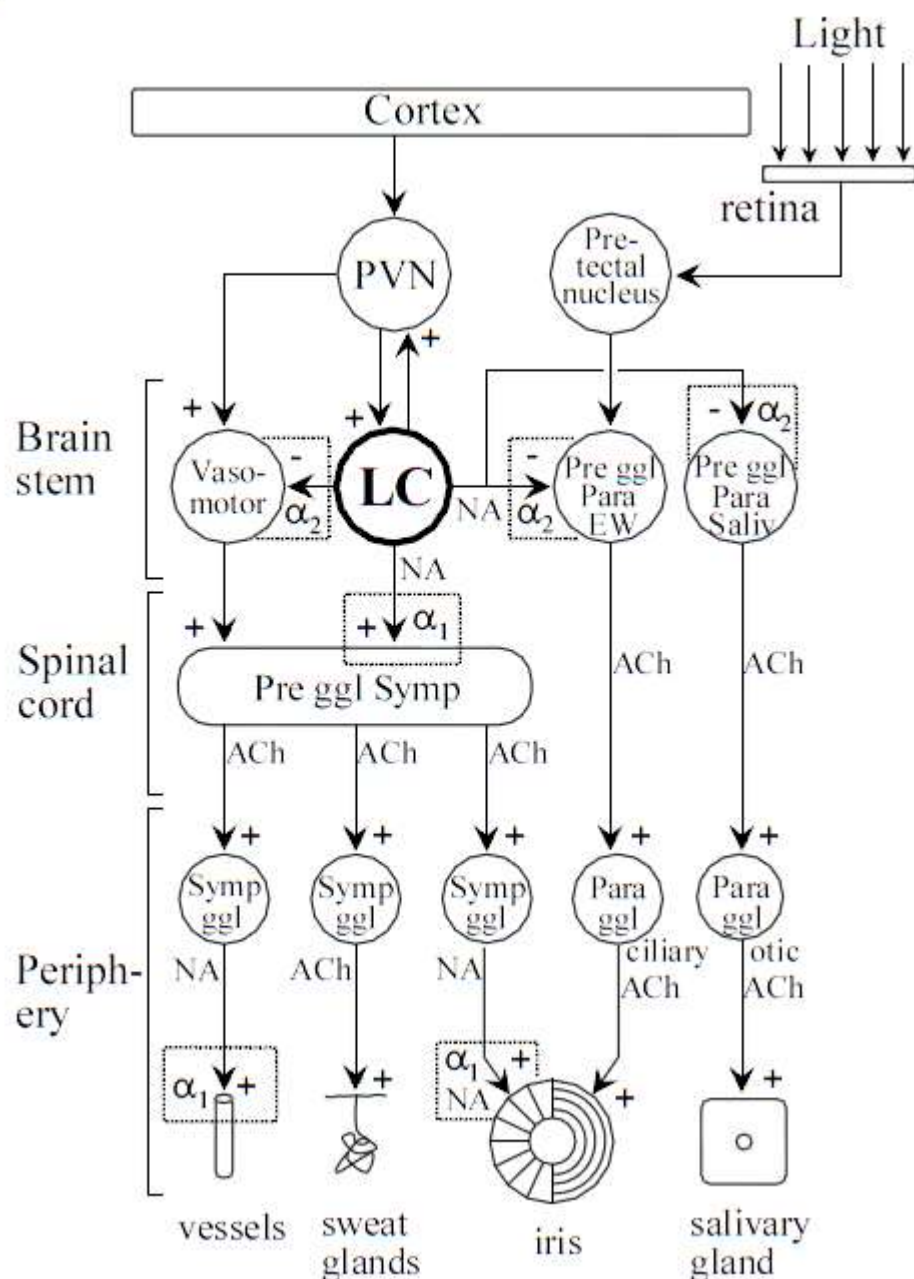 Light
Cortex
retina
PVN
Pre-
tectal
nucleus
+
Brain
stem
+
+
-
α2
Vaso-
motor
-
α2
LC
NA
-
α2
Pre ggl
Para
EW
Pre ggl
Para
Saliv
NA
Spinal
cord
+
+
α1
Pre ggl Symp
ACh
ACh
ACh
ACh
ACh
Periph-
ery
+
+
+
+
+
Symp
ggl
Symp
ggl
Symp
ggl
Para
ggl
Para
ggl
NA
ACh
NA
ciliary
ACh
otic
ACh
α1 +
+
α1 +
NA
+
+
vessels
sweat
glands
iris
salivary
gland